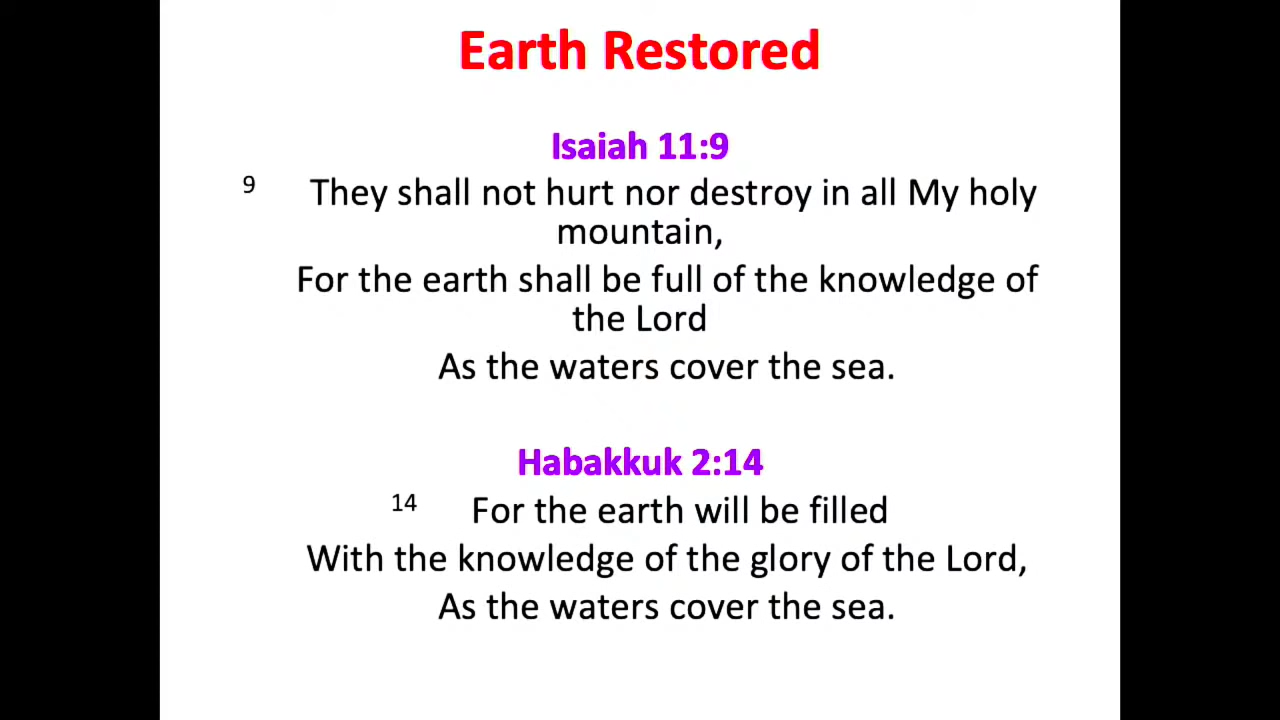 Earth Restored
Isaiah 11:9
9 They shall not hurt nor destroy in all My holy
mountain,
For the earth shall be full of the knowledge of
the Lord
As the waters cover the sea.
Habakkuk 2:14
14 For the earth will be filled
With the knowledge of the glory of the Lord,
As the waters cover the sea.